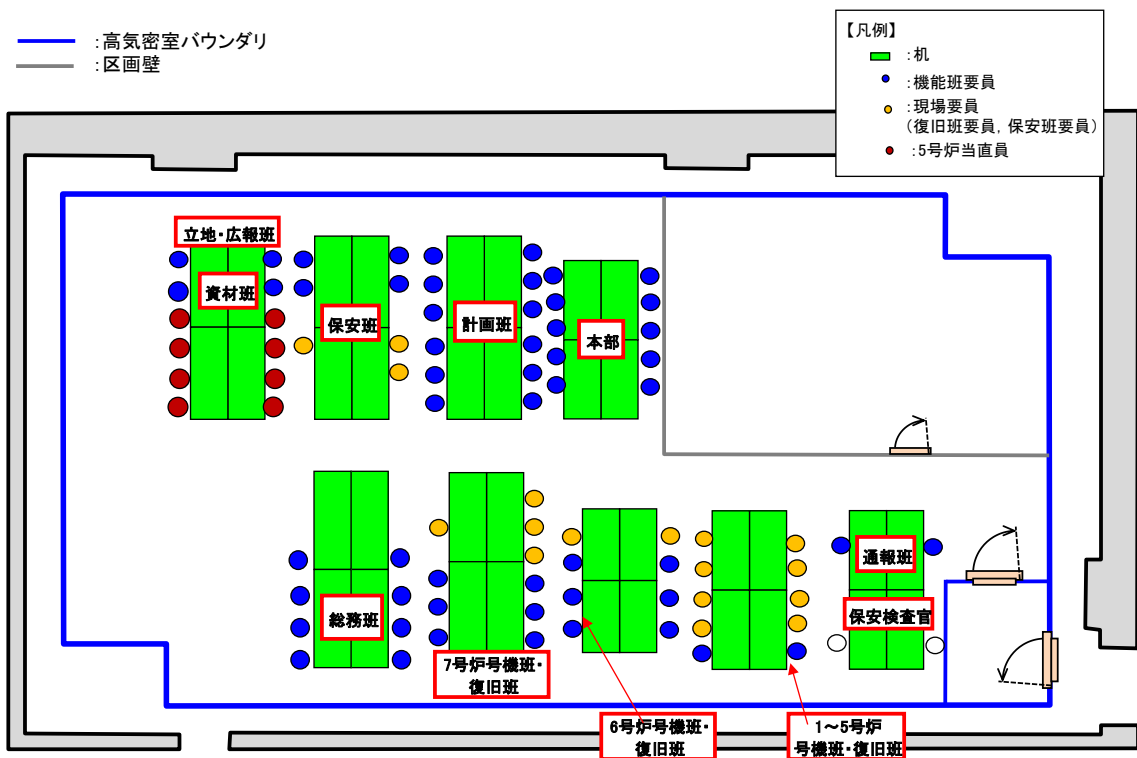 :高気密室バウンダリ
:区画壁
【凡例】
:机
:機能班要員
:現場要員
(復旧班要員, 保安班要員)
:5号炉当直員
立地・広報班
資材班
保安班
計画班
本部
総務班
7号炉号機班・
復旧班
6号炉号機班・
復旧班
1~5号炉
号機班・復旧班
通報班
保安検査官